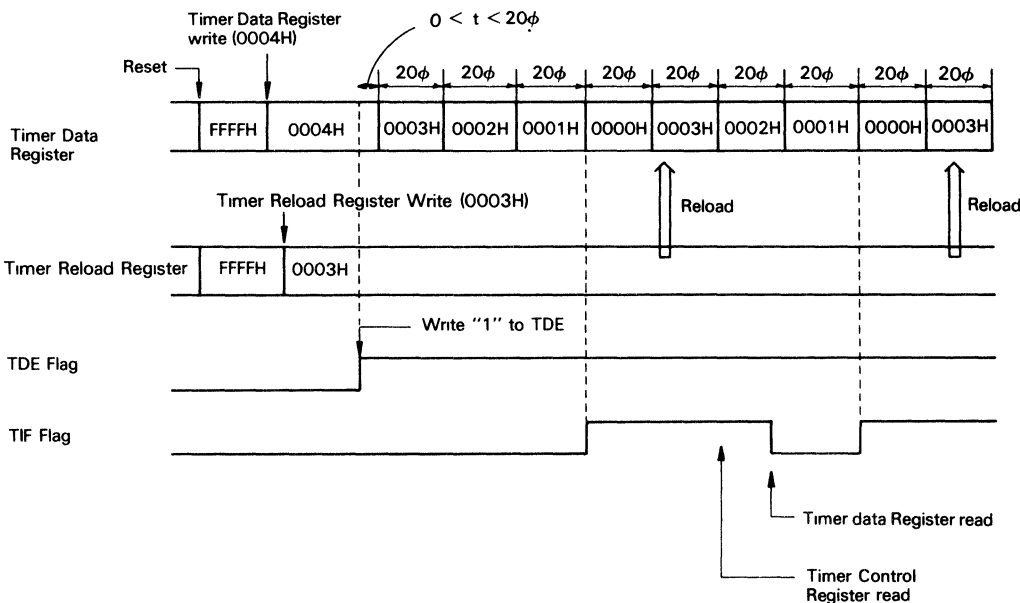 Timer Data Register
write (0004H)
0 < t < 20ϕ
Reset
20ϕ 20ϕ 20ϕ 20ϕ 20ϕ 20ϕ 20ϕ 20ϕ 20ϕ
Timer Data
Register
FFFFH 0004H 0003H 0002H 0001H 0000H 0003H 0002H 0001H 0000H 0003H
Timer Reload Register Write (0003H)
Reload
Reload
Timer Reload Register
FFFFH 0003H
Write "1" to TDE
TDE Flag
TIF Flag
Timer data Register read
Timer Control
Register read